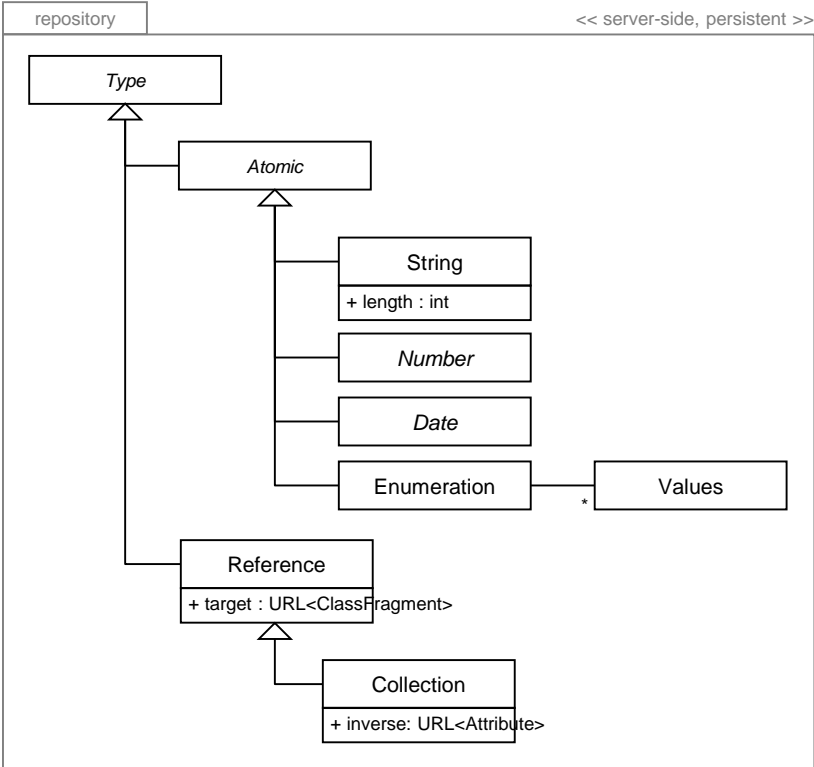 repository
<< server-side, persistent >>
Type
Atomic
String
+ length : int
Number
Date
Enumeration
Values
*
Reference
+ target : URL<ClassFragment>
Collection
+ inverse: URL<Attribute>